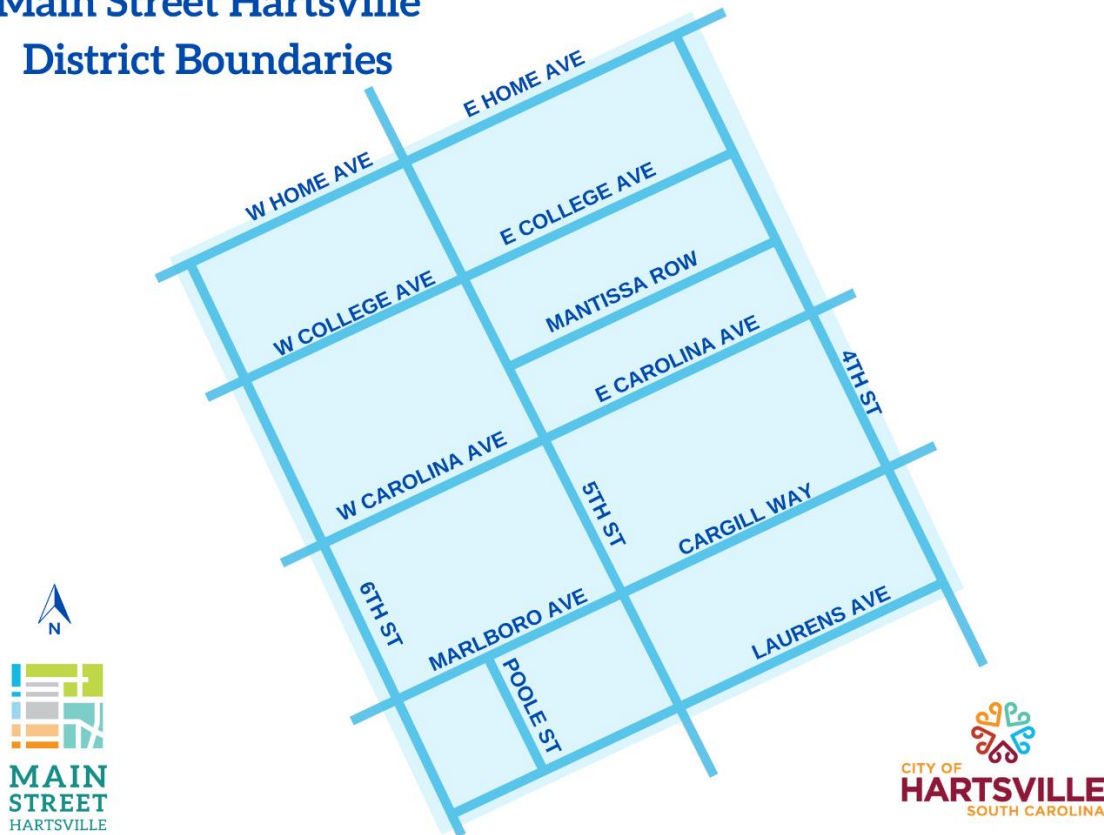 Main Street Hartsville
District Boundaries
E HOME AVE
W HOME AVE
E COLLEGE AVE
W COLLEGE AVE
MANTISSA ROW
E CAROLINA AVE
4TH ST
W CAROLINA AVE
5TH ST
CARGILL WAY
6TH ST
MARLBORO AVE
LAURENS AVE
POOLE ST
N
MAIN
STREET
HARTSVILLE
CITY OF
HARTSVILLE
SOUTH CAROLINA